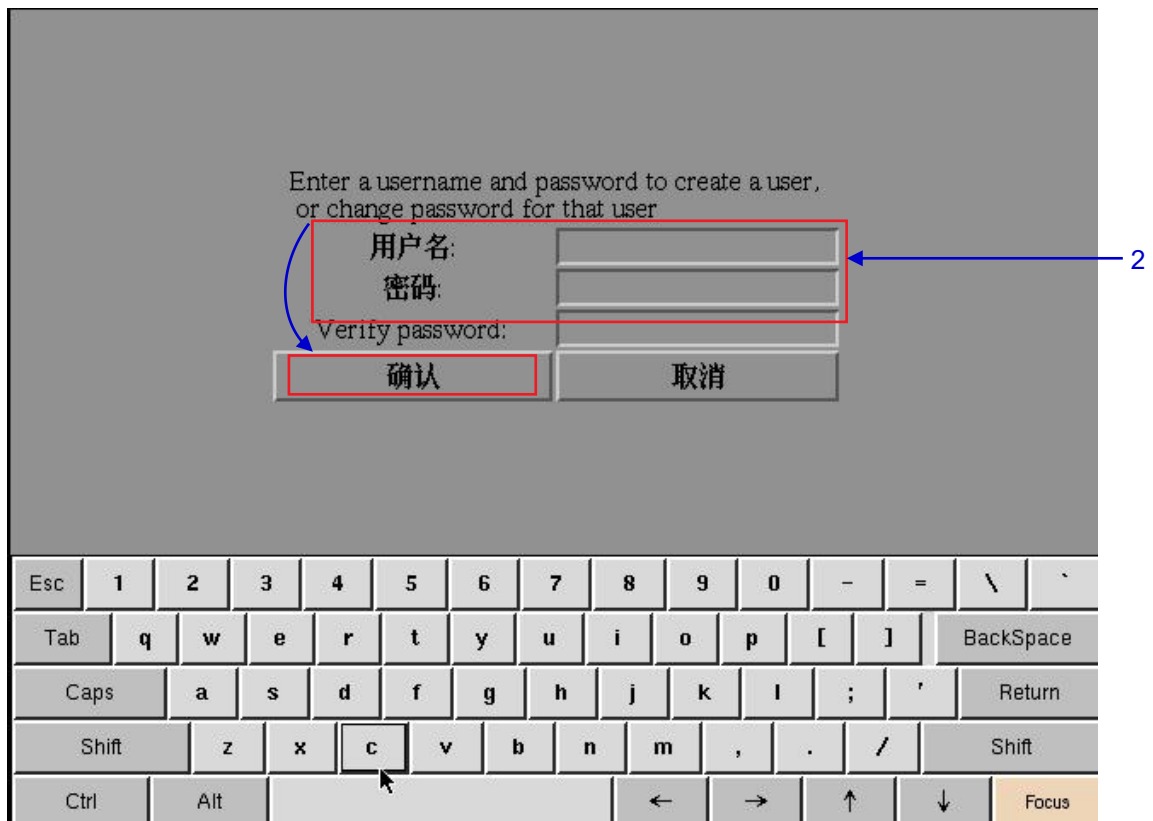 Enter a username and password to create a user,
or change password for that user
用户名:
2
密码:
Verify password:
确认 取消
Esc 1 2 3 4 5 6 7 8 9 0 - = \ `
Tab q w e r t y u i o p [ ] BackSpace
Caps a s d f g h j k l ; ' Return
Shift z x c v b n m , . / Shift
Ctrl Alt ← → ↑ ↓ Focus